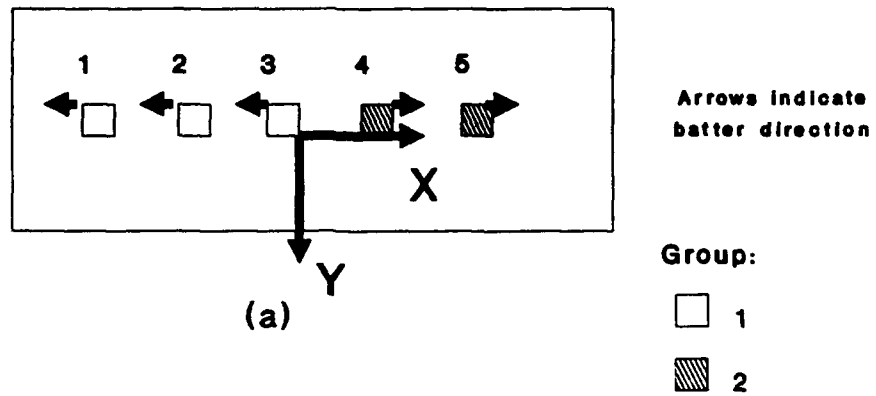 1 2 3 4 5
Arrows indicate
batter direction
X
Y
(a)
Group:
1
2